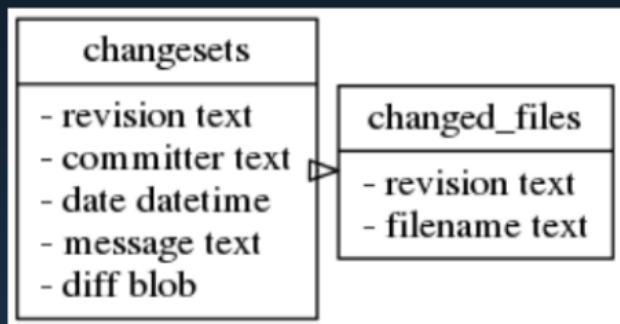 changesets
- revision text
- committer text
- date datetime
- message text
- diff blob
changed_files
- revision text
- filename text